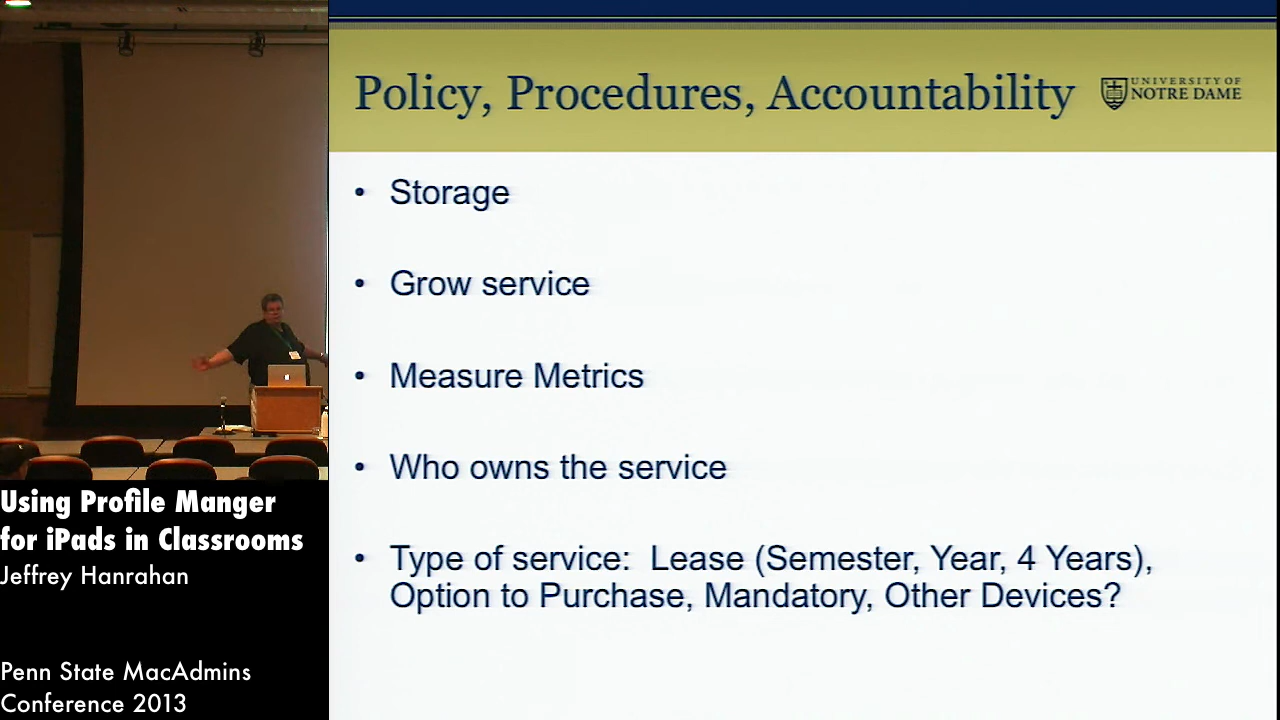 Policy, Procedures, Accountability
UNIVERSITY OF
NOTRE DAME
• Storage
• Grow service
• Measure Metrics
• Who owns the service
• Type of service: Lease (Semester, Year, 4 Years),
Option to Purchase, Mandatory, Other Devices?
Using Profile Manger
for iPads in Classrooms
Jeffrey Hanrahan
Penn State MacAdmins
Conference 2013